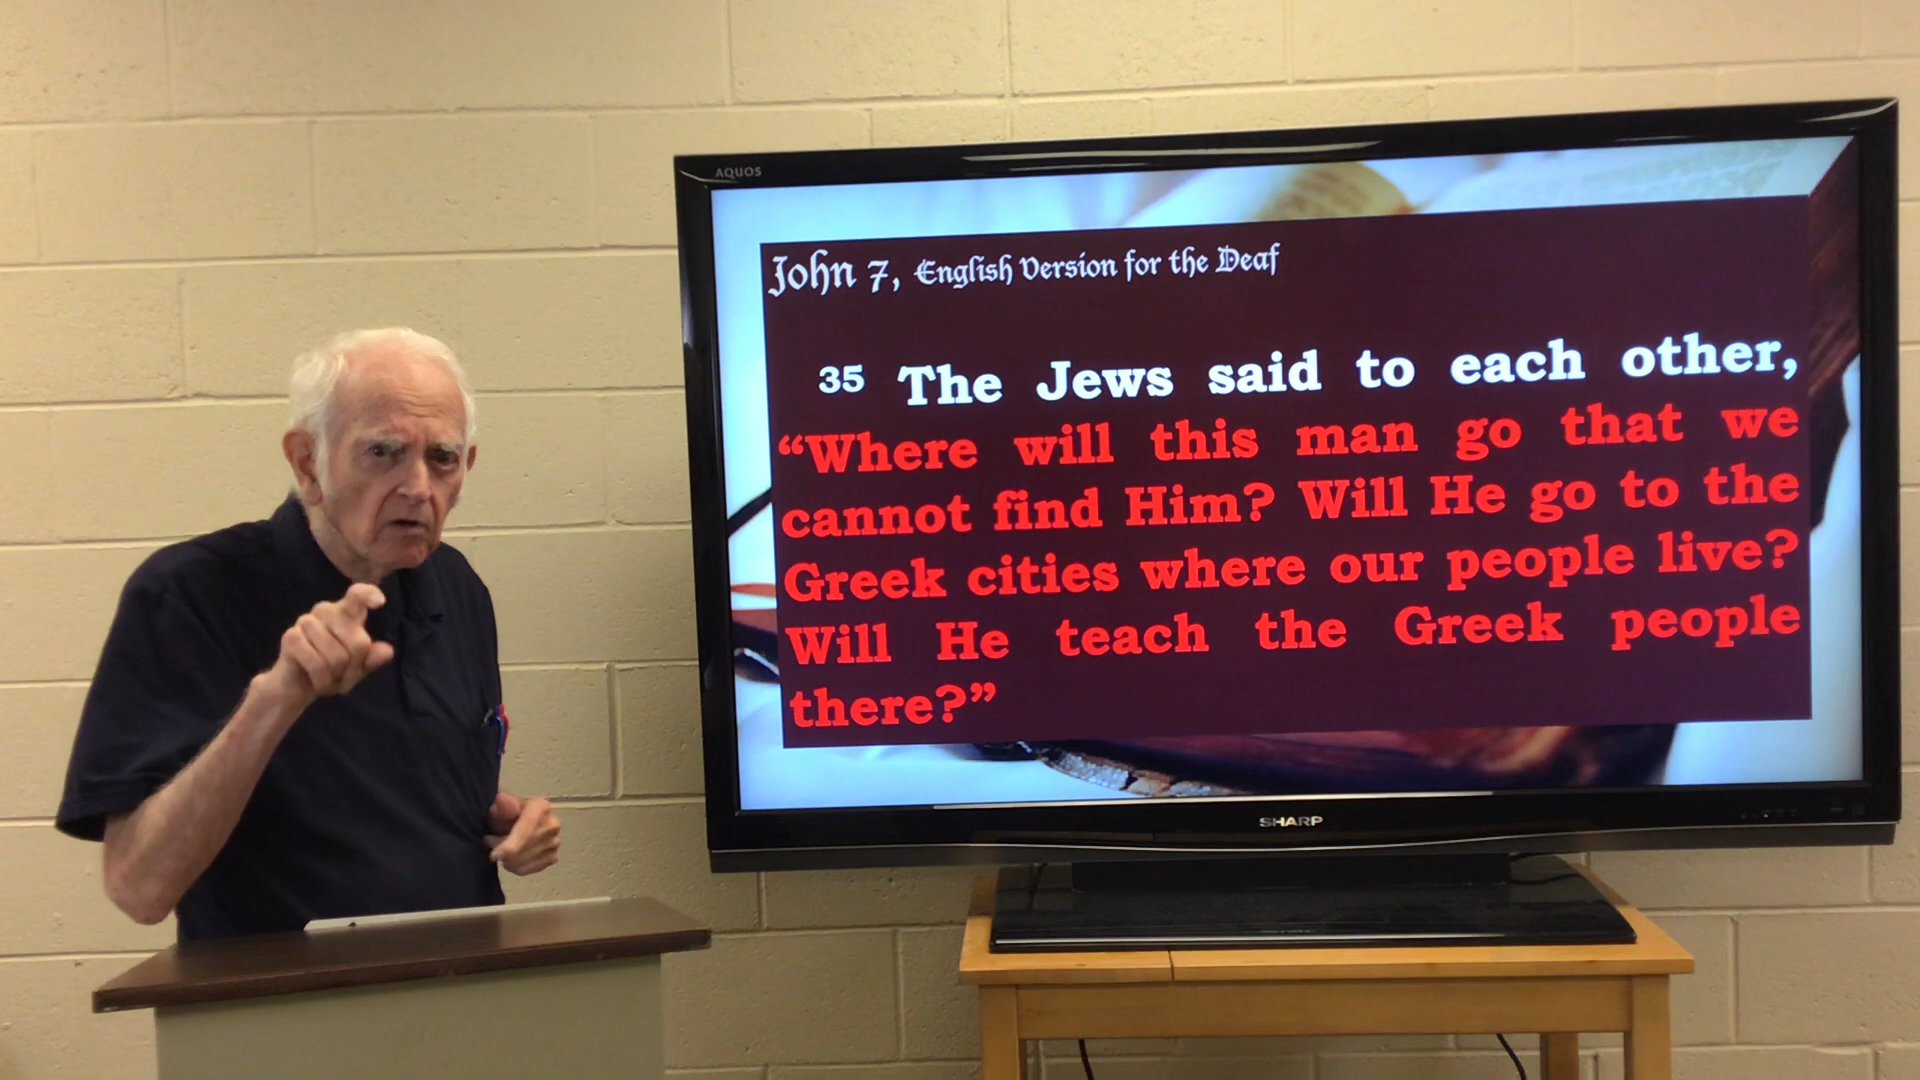 AQUOS
John 7, English Version for the Deaf
35 The Jews said to each other,
“Where will this man go that we
cannot find Him? Will He go to the
Greek cities where our people live?
Will He teach the Greek people
there?”
SHARP